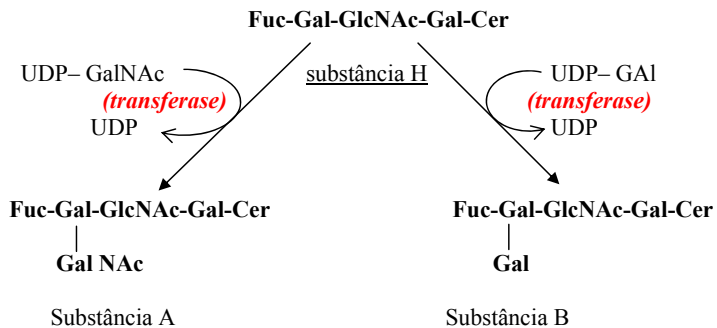 Fuc-Gal-GlcNAc-Gal-Cer
UDP– GalNAc
substância H
UDP– GAl
(transferase)
(transferase)
UDP
UDP
Fuc-Gal-GlcNAc-Gal-Cer
Fuc-Gal-GlcNAc-Gal-Cer
Gal NAc
Gal
Substância A
Substância B